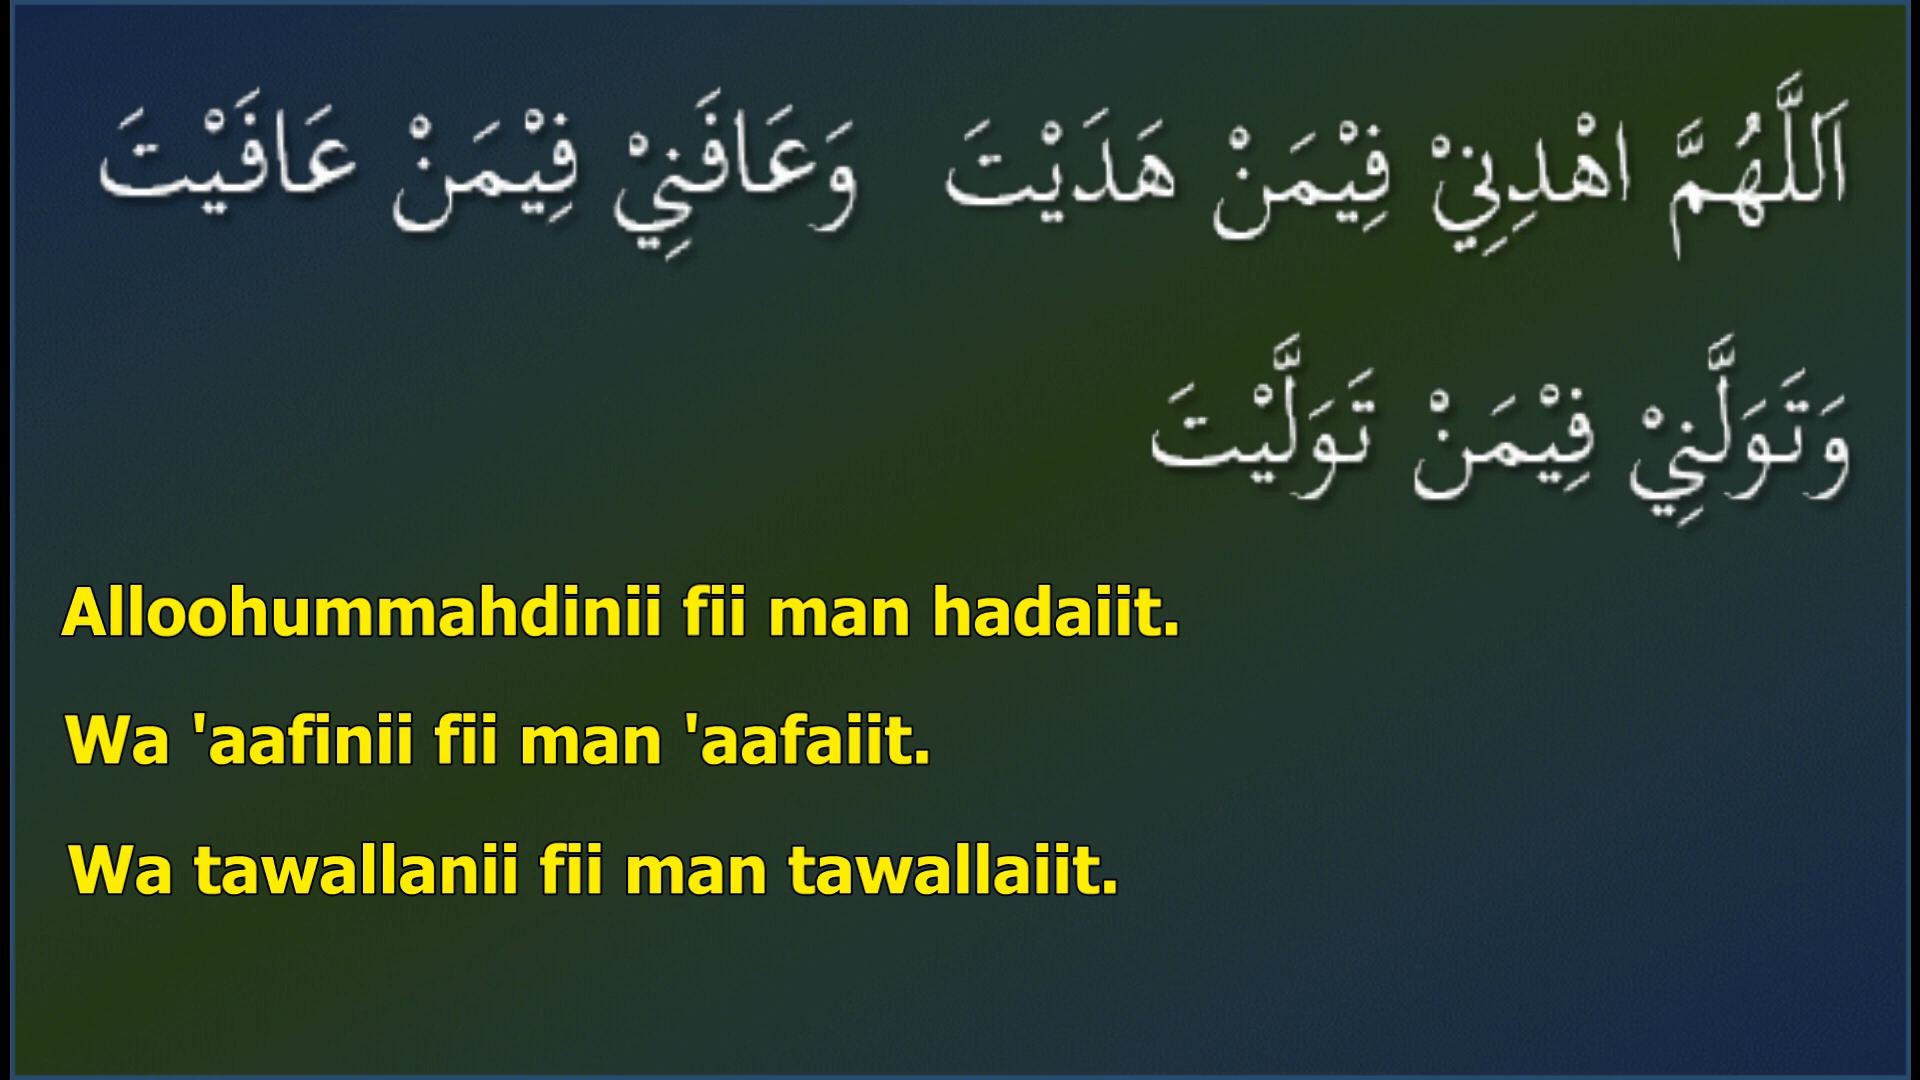 اَللَّهُمَّ اهْدِنِيْ فِيْمَنْ هَدَيْتَ وَعَافَنِيْ فِيْمَنْ عَافَيْتَ
وَتَوَلَّنِيْ فِيْمَنْ تَوَلَّيْتَ
Alloohummahdinii fii man hadaiit.
Wa 'aafinii fii man 'aafaiit.
Wa tawallanii fii man tawallaiit.